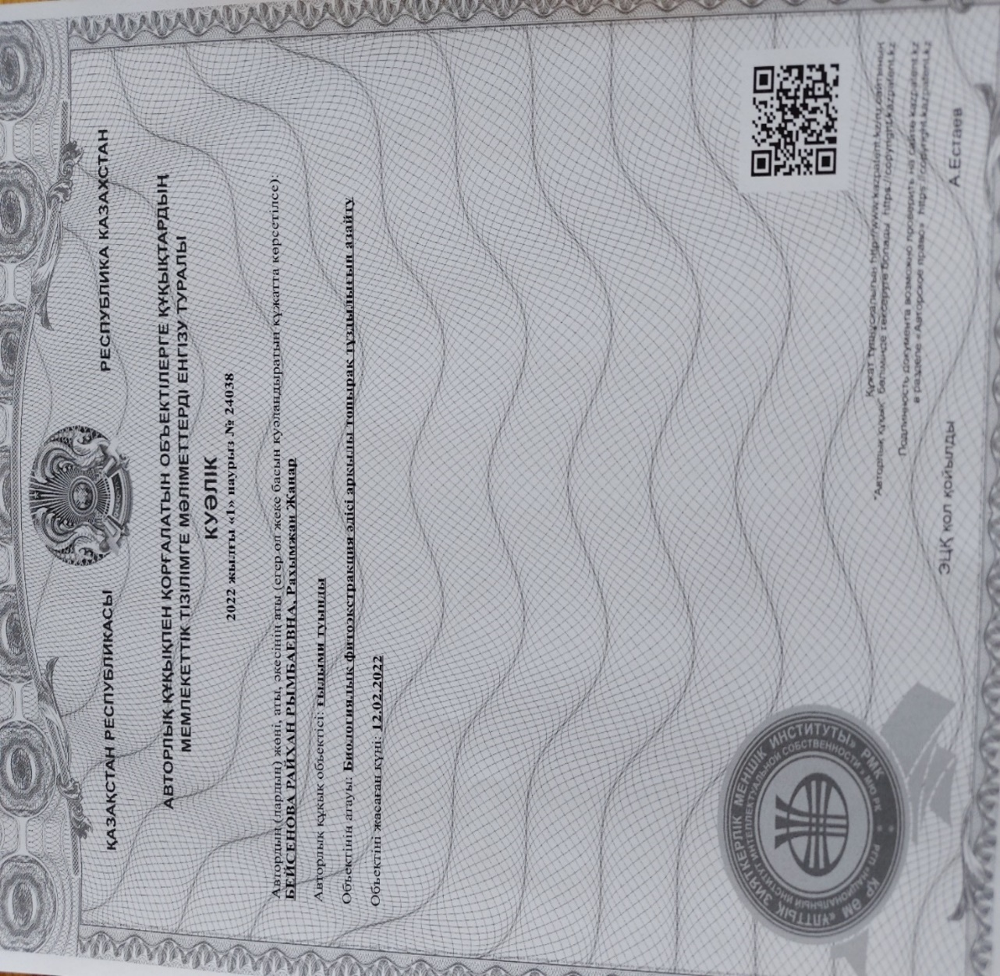 ҚАЗАҚСТАН РЕСПУБЛИКАСЫ
РЕСПУБЛИКА КАЗАХСТАН
АВТОРЛЫҚ ҚҰҚЫҚПЕН ҚОРҒАЛАТЫН ОБЪЕКТІЛЕРГЕ ҚҰҚЫҚТАРДЫҢ
МЕМЛЕКЕТТІК ТІЗІЛІМГЕ МӘЛІМЕТТЕРДІ ЕНГІЗУ ТУРАЛЫ
КУӘЛІК
2022 жылғы «1» наурыз № 24038
Автордың (лардың) жөні, аты, әкесінің аты (егер ол жеке басын куәландыратын құжатта көрсетілсе):
БЕЙСЕНОВА РАЙХАН РЫМБАЕВНА, Рахымжан Жанар
Авторлық құқық объектісі: ғылыми туынды
Объектінің атауы: Биологиялық фитоэкстракция әдісі арқылы топырақ тұздылығын азайту
Объектіні жасаған күні: 12.02.2022
Құжат түпнұсқалығын http://www.kazpatent.kz/ru сайтының
"Авторлық құқық" бөлімінде тексеруге болады https://copyright.kazpatent.kz
Подлинность документа возможно проверить на сайте kazpatent.kz
в разделе «Авторское право» https://copyright.kazpatent.kz
ЭЦҚ қол қойылды
А.Естаев
ҚР ӘМ «ҰЛТТЫҚ ЗИЯТКЕРЛІК МЕНШІК ИНСТИТУТЫ» РМК
РГП «НАЦИОНАЛЬНЫЙ ИНСТИТУТ ИНТЕЛЛЕКТУАЛЬНОЙ СОБСТВЕННОСТИ» МЮ РК